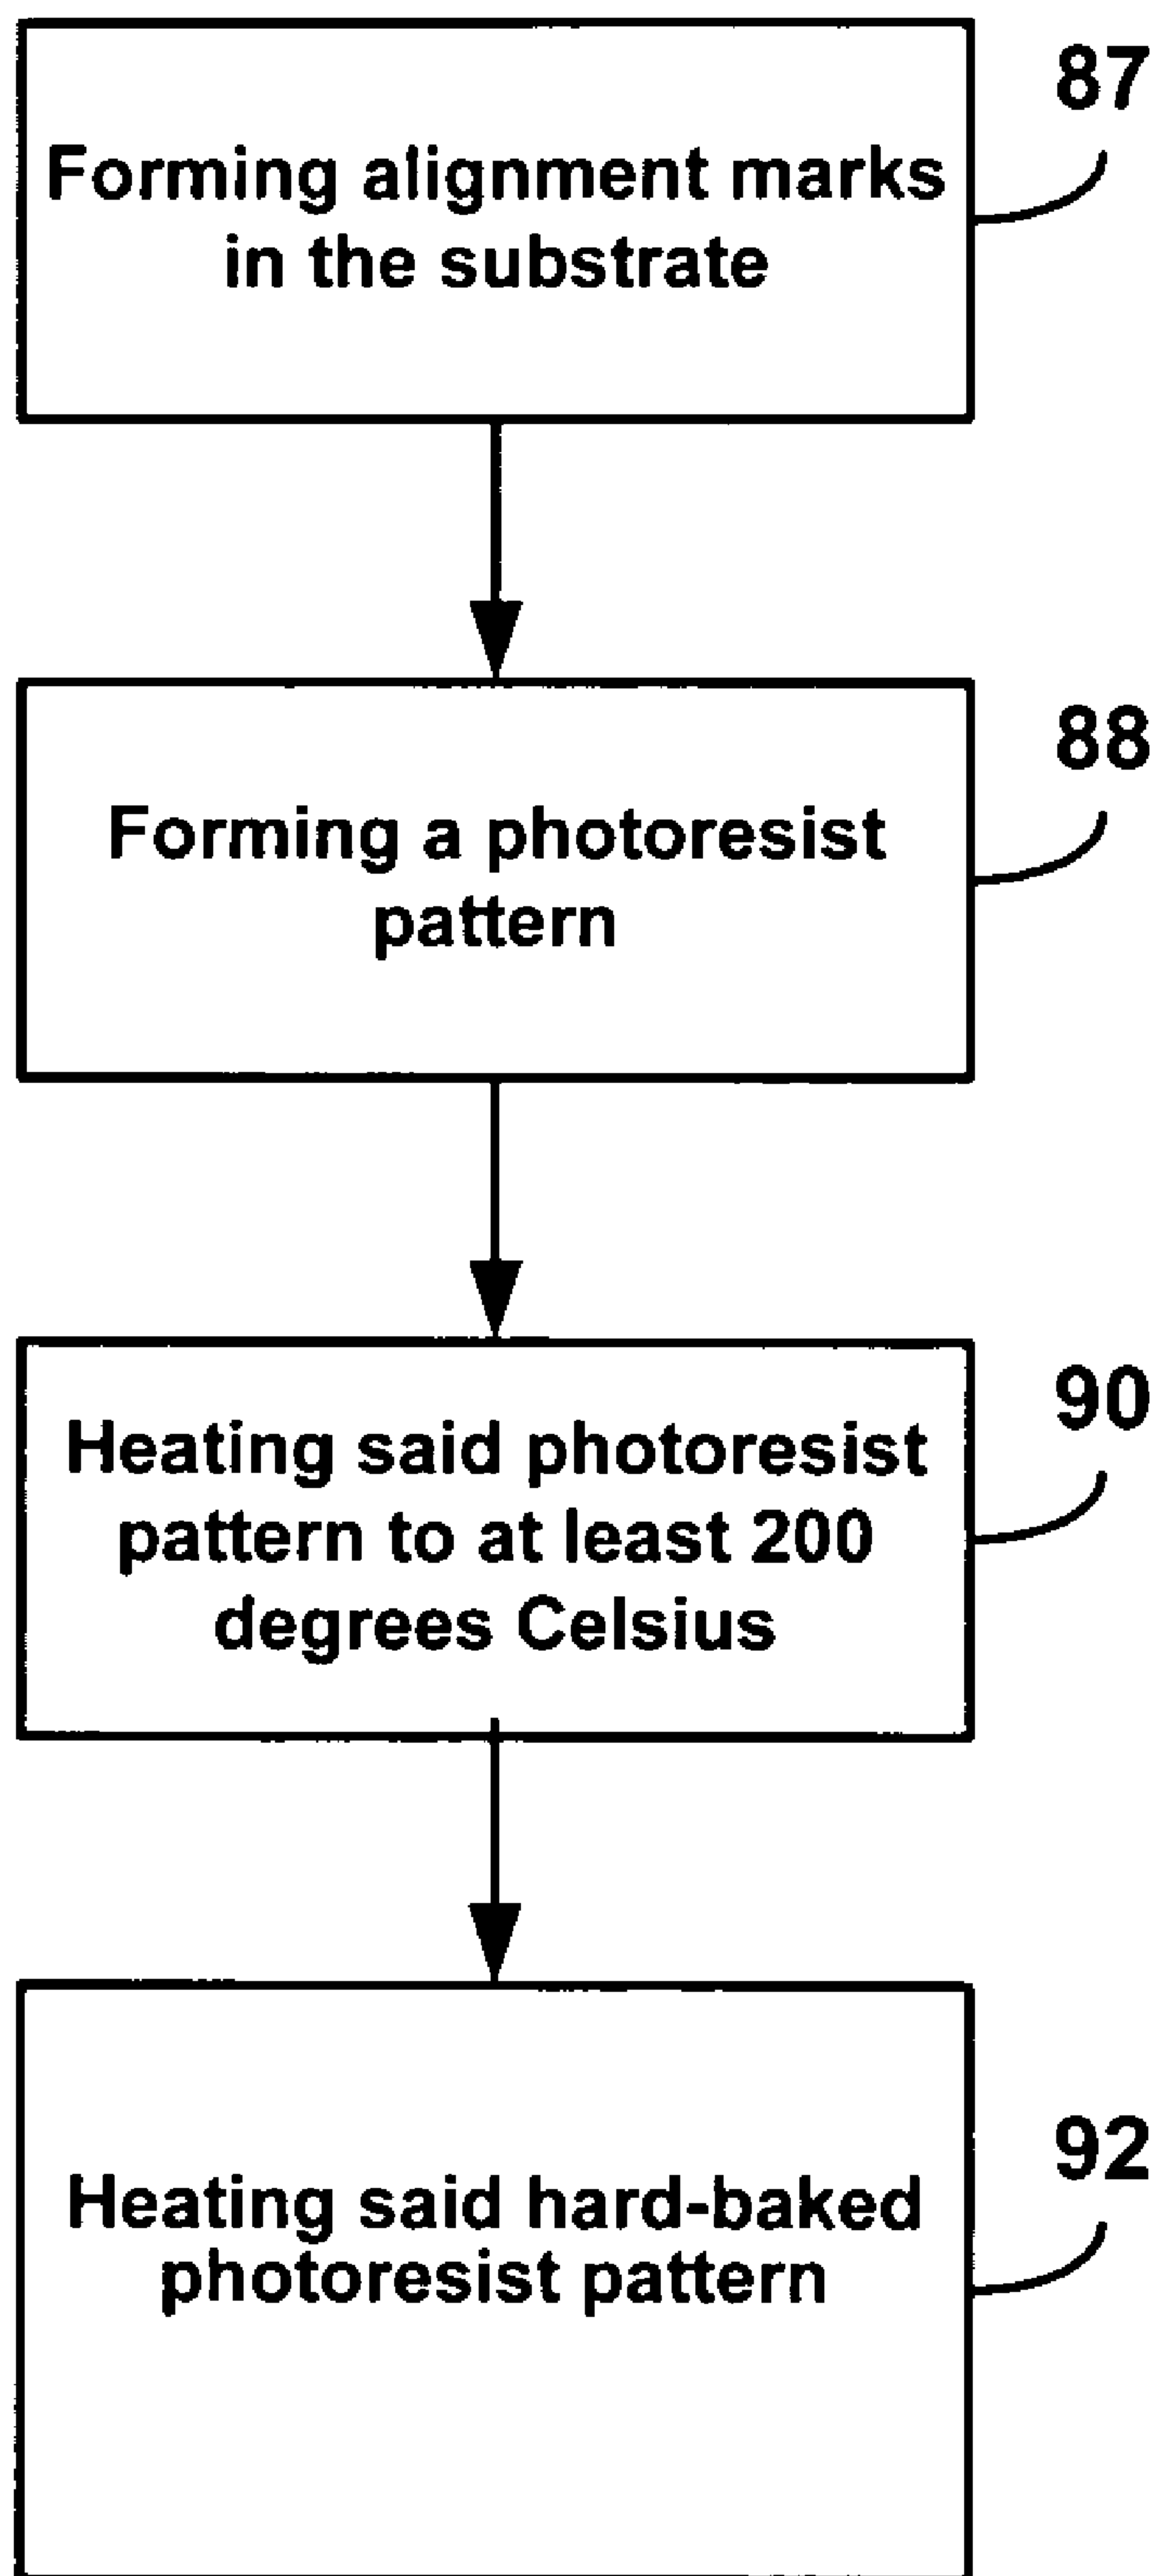 87
Forming alignment marks
in the substrate
88
Forming a photoresist
pattern
90
Heating said photoresist
pattern to at least 200
degrees Celsius
92
Heating said hard-baked
photoresist pattern